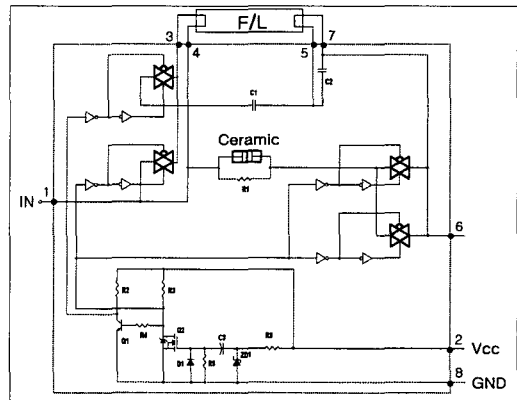 F/L
3 4 5 7
C2
C1
Ceramic
R1
IN 1
6
R2 R3
R4 Q2
Q1
C3 R3
D1 R5 ZD1
2 Vcc
8 GND